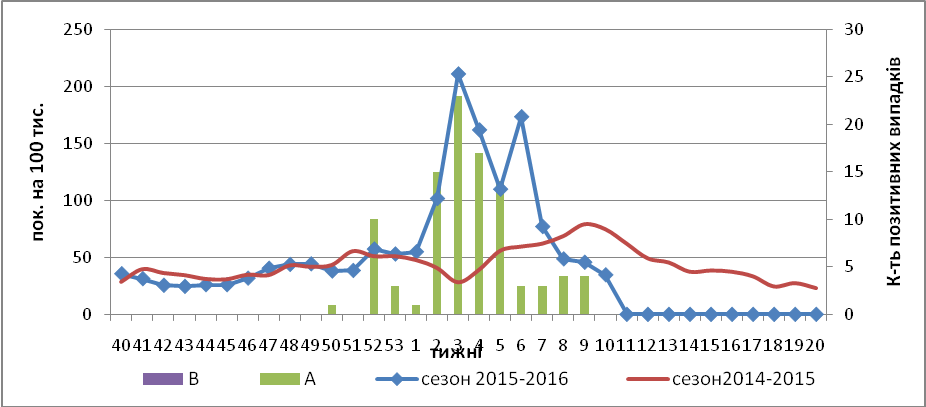 250
200
150
100
50
0
30
25
20
15
10
5
0
пок. на 100 тис.
К-ть позитивних випадків
40 41 42 43 44 45 46 47 48 49 50 51 52 53 1 2 3 4 5 6 7 8 9 10 11 12 13 14 15 16 17 18 19 20
тижні
В А сезон 2015-2016 сезон2014-2015